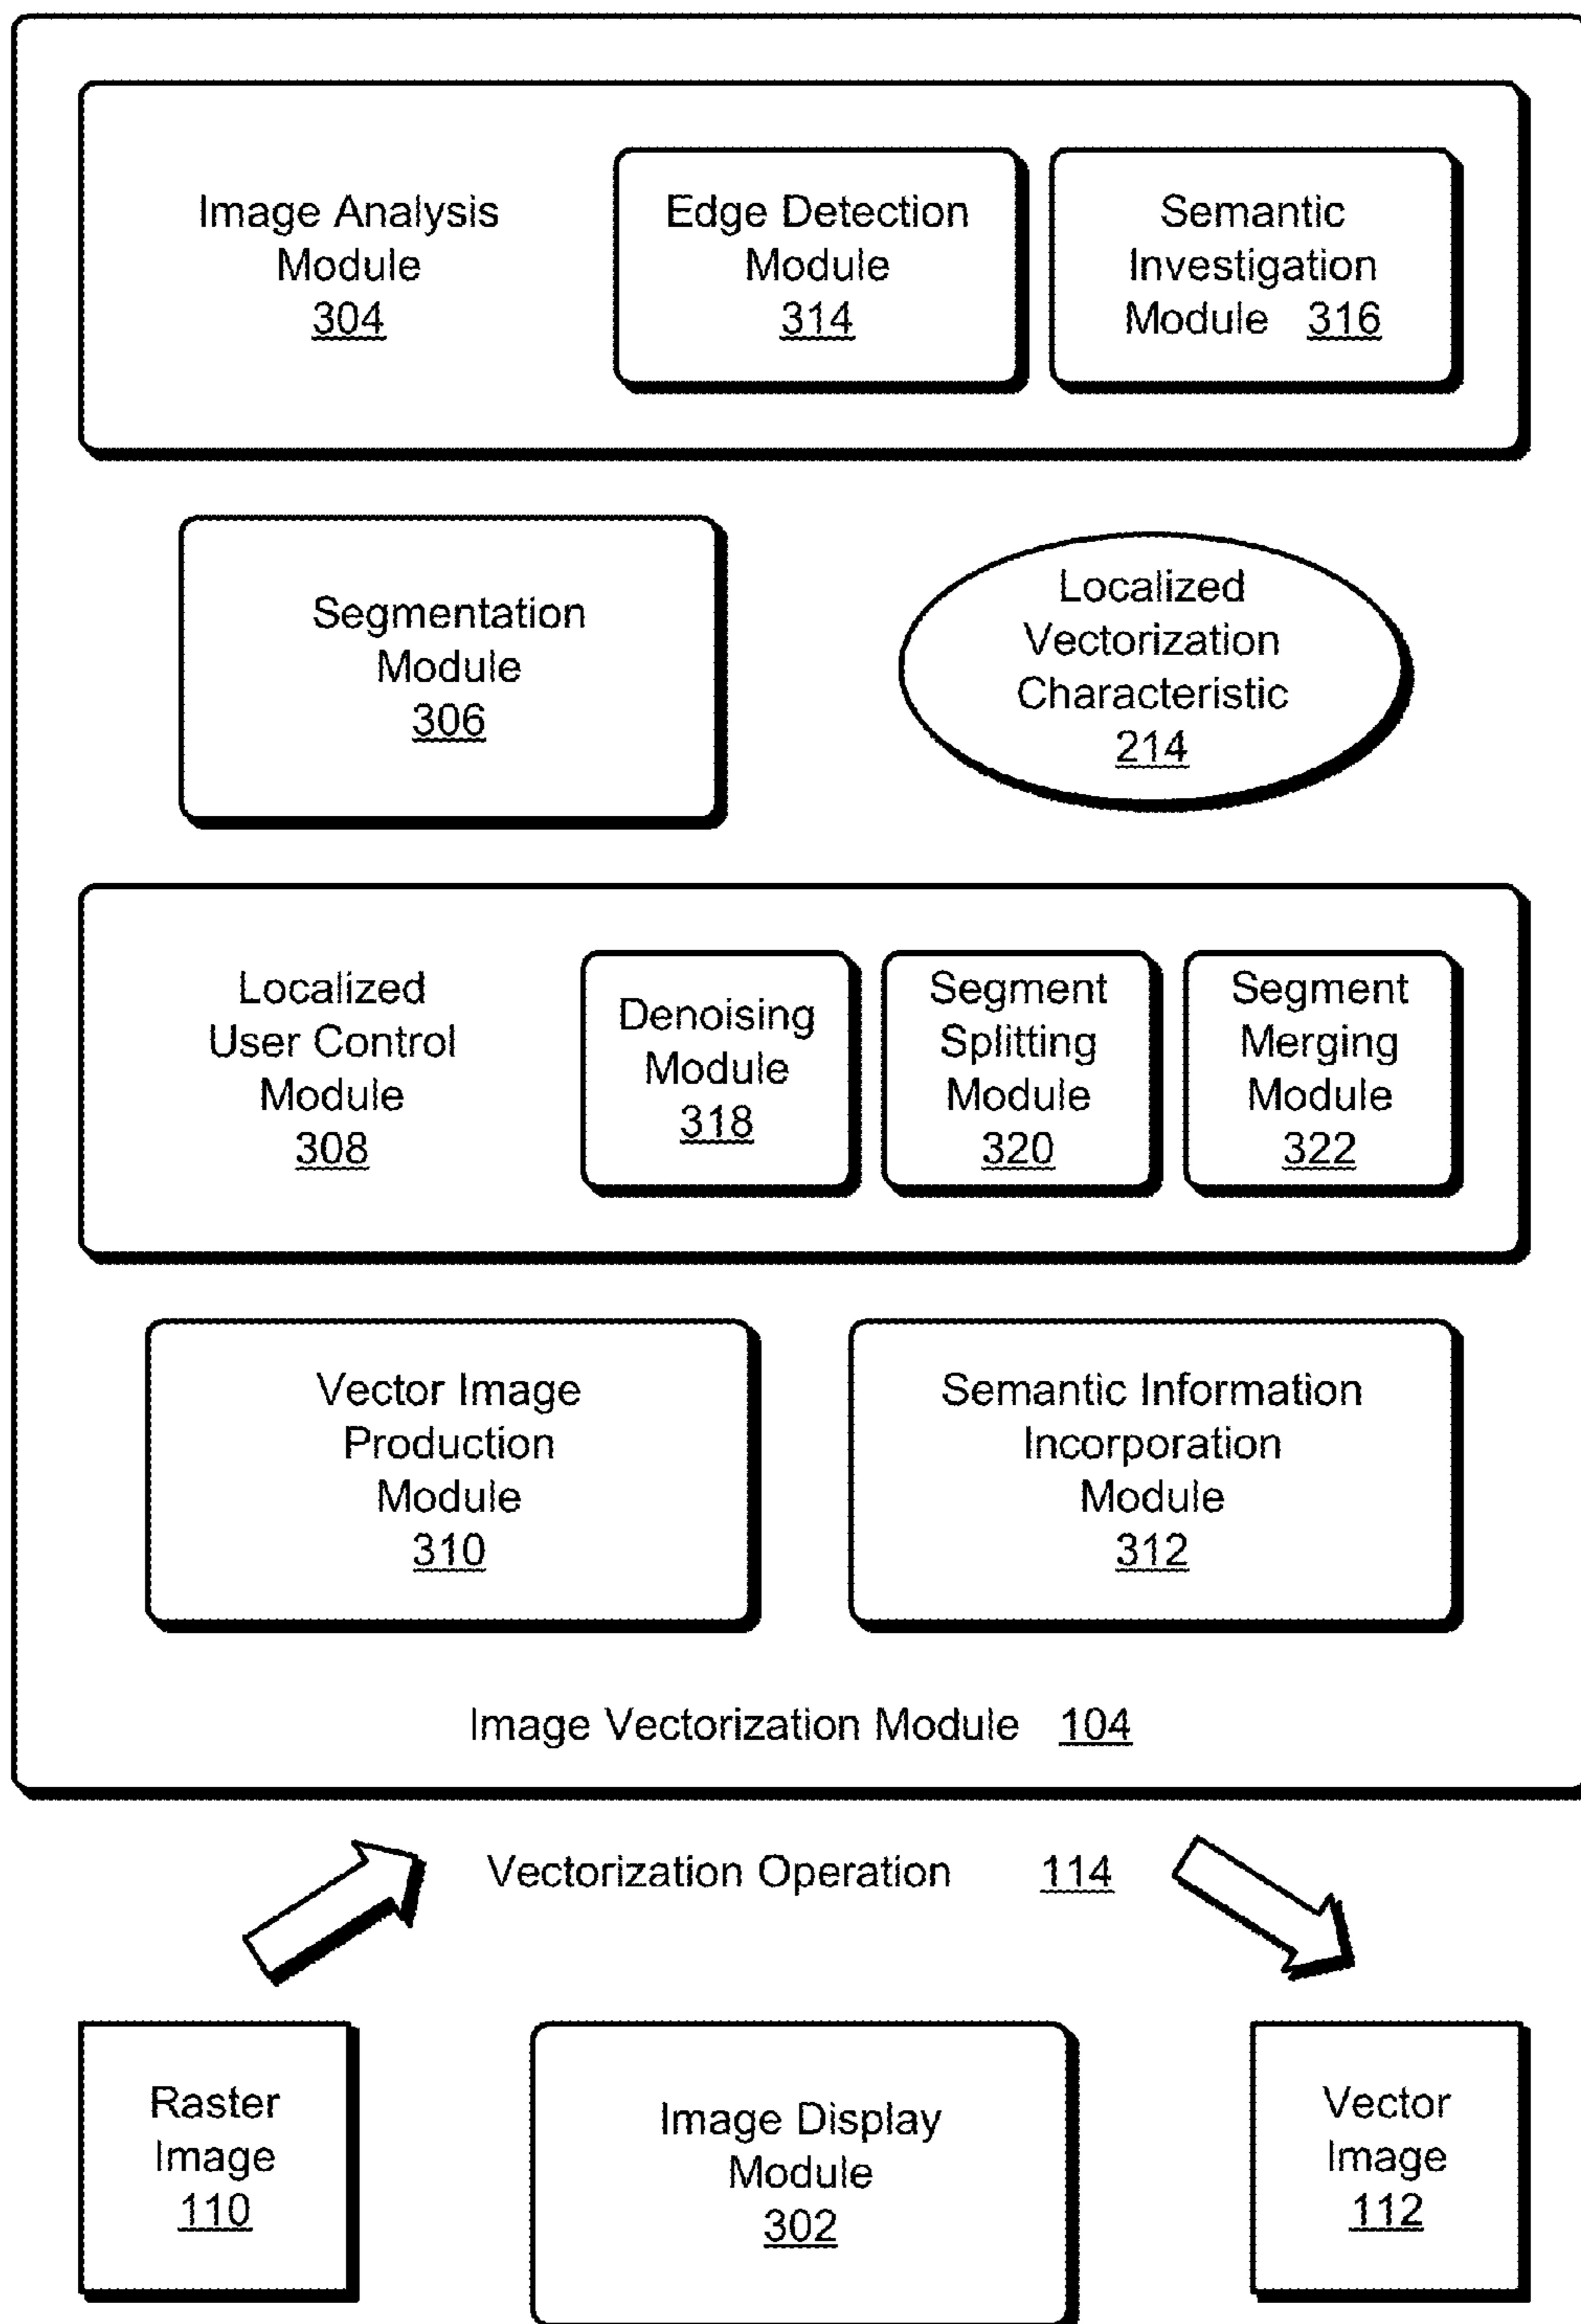 Image Analysis
Module
304
Edge Detection
Module
314
Semantic
Investigation
Module 316
Segmentation
Module
306
Localized
Vectorization
Characteristic
214
Localized
User Control
Module
308
Denoising
Module
318
Segment
Splitting
Module
320
Segment
Merging
Module
322
Vector Image
Production
Module
310
Semantic Information
Incorporation
Module
312
Image Vectorization Module 104
Vectorization Operation 114
Raster
Image
110
Image Display
Module
302
Vector
Image
112